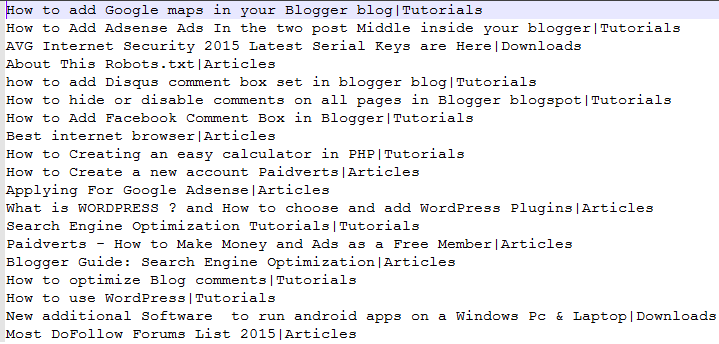 How to add Google maps in your Blogger blog|Tutorials
How to Add Adsense Ads In the two post Middle inside your blogger|Tutorials
AVG Internet Security 2015 Latest Serial Keys are Here|Downloads
About This Robots.txt|Articles
how to add Disqus comment box set in blogger blog|Tutorials
How to hide or disable comments on all pages in Blogger blogspot|Tutorials
How to Add Facebook Comment Box in Blogger|Tutorials
Best internet browser|Articles
How to Creating an easy calculator in PHP|Tutorials
How to Create a new account Paidverts|Articles
Applying For Google Adsense|Articles
What is WORDPRESS ? and How to choose and add WordPress Plugins|Articles
Search Engine Optimization Tutorials|Tutorials
Paidverts - How to Make Money and Ads as a Free Member|Articles
Blogger Guide: Search Engine Optimization|Articles
How to optimize Blog comments|Tutorials
How to use WordPress|Tutorials
New additional Software  to run android apps on a Windows Pc & Laptop|Downloads
Most DoFollow Forums List 2015|Articles